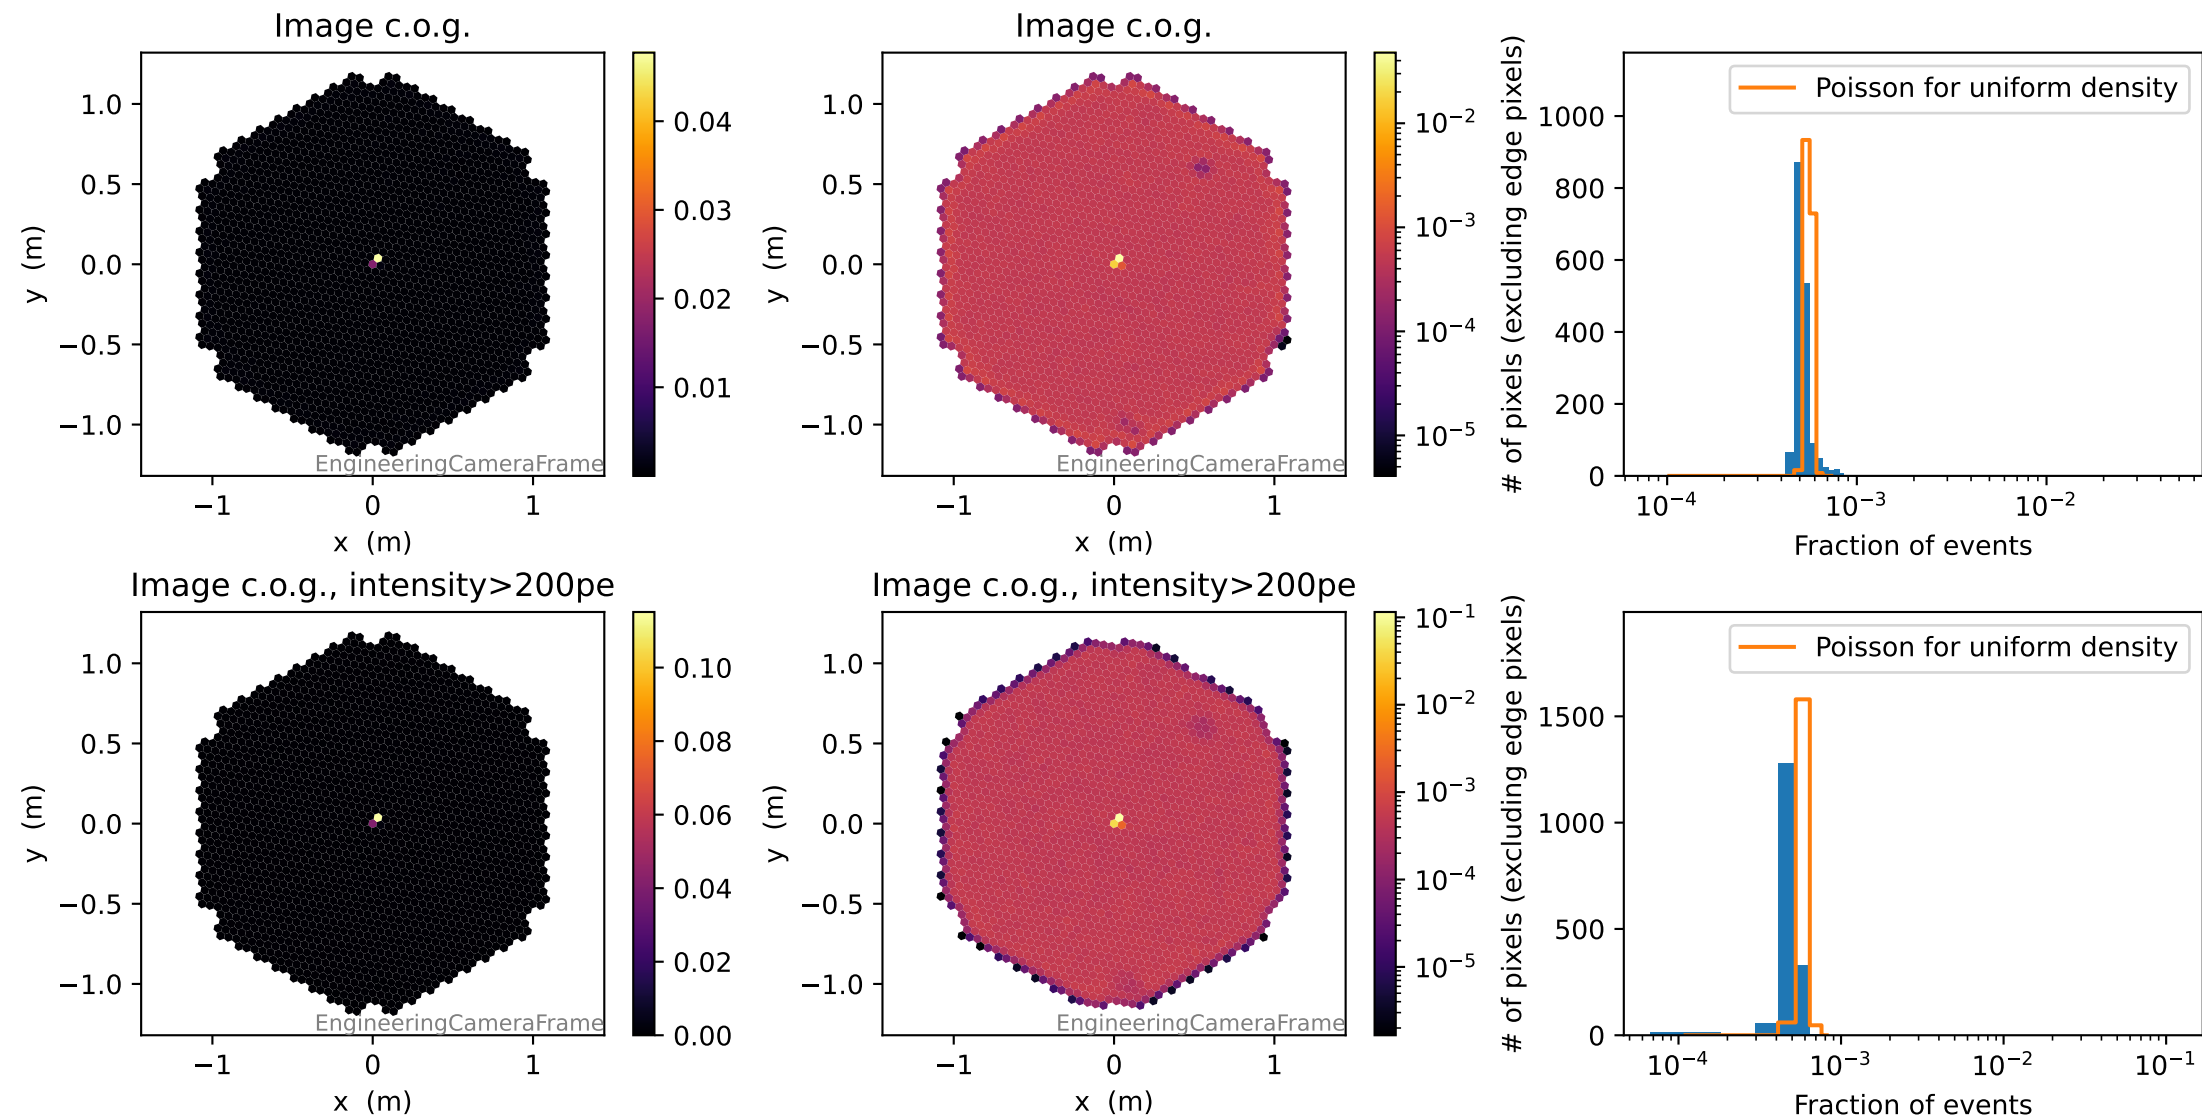 Image c.o.g.
1.0
0.5
0.0
−0.5
−1.0
y (m)
−1 0 1
x (m)
EngineeringCameraFrame
0.04
0.03
0.02
0.01
Image c.o.g.
1.0
0.5
0.0
−0.5
−1.0
y (m)
−1 0 1
x (m)
EngineeringCameraFrame
10⁻²
10⁻³
10⁻⁴
10⁻⁵
# of pixels (excluding edge pixels)
1000
800
600
400
200
0
Poisson for uniform density
10⁻⁴ 10⁻³ 10⁻²
Fraction of events
Image c.o.g., intensity>200pe
1.0
0.5
0.0
−0.5
−1.0
y (m)
−1 0 1
x (m)
EngineeringCameraFrame
0.10
0.08
0.06
0.04
0.02
0.00
Image c.o.g., intensity>200pe
1.0
0.5
0.0
−0.5
−1.0
y (m)
−1 0 1
x (m)
EngineeringCameraFrame
10⁻¹
10⁻²
10⁻³
10⁻⁴
10⁻⁵
# of pixels (excluding edge pixels)
1500
1000
500
0
Poisson for uniform density
10⁻⁴ 10⁻³ 10⁻² 10⁻¹
Fraction of events